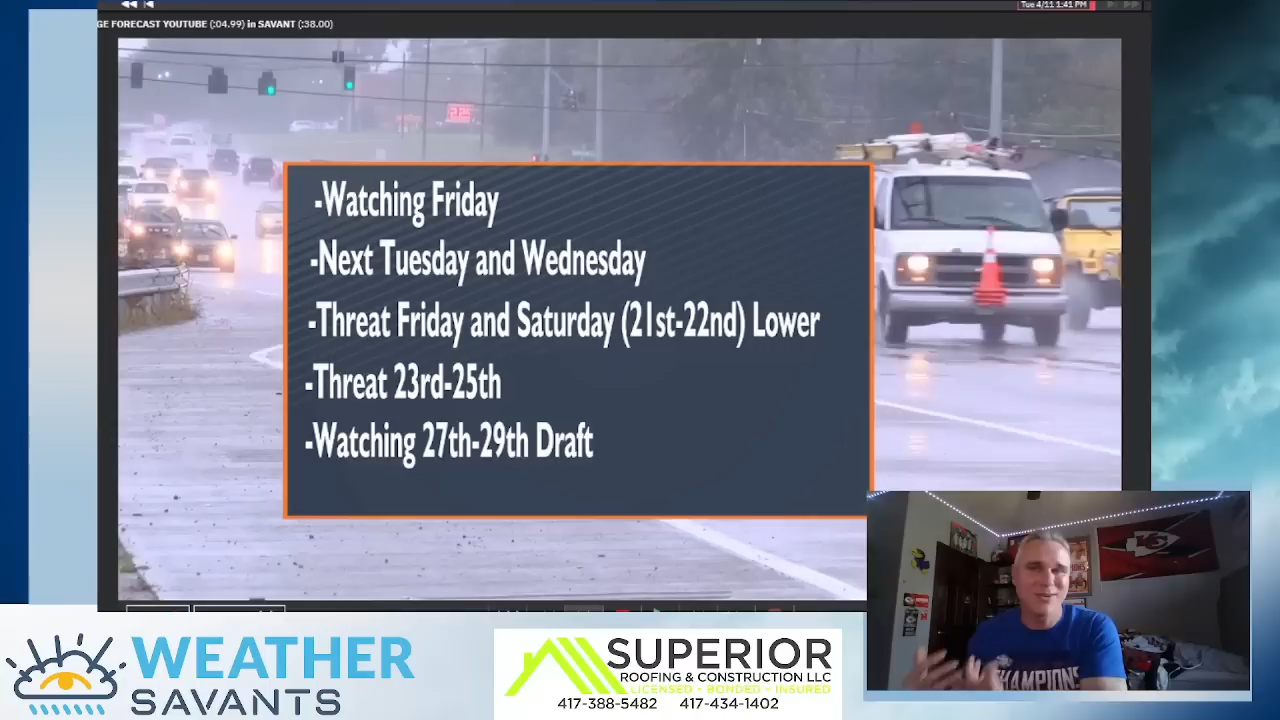 Tue 4/11 1:41 PM
GE FORECAST YOUTUBE (:04.99) in SAVANT (:38.00)
-Watching Friday
-Next Tuesday and Wednesday
-Threat Friday and Saturday (21st-22nd) Lower
-Threat 23rd-25th
-Watching 27th-29th Draft
CHAMPIONS
WEATHER
SAVANTS
SUPERIOR
ROOFING & CONSTRUCTION LLC
LICENSED • BONDED • INSURED
417-388-5482 417-434-1402